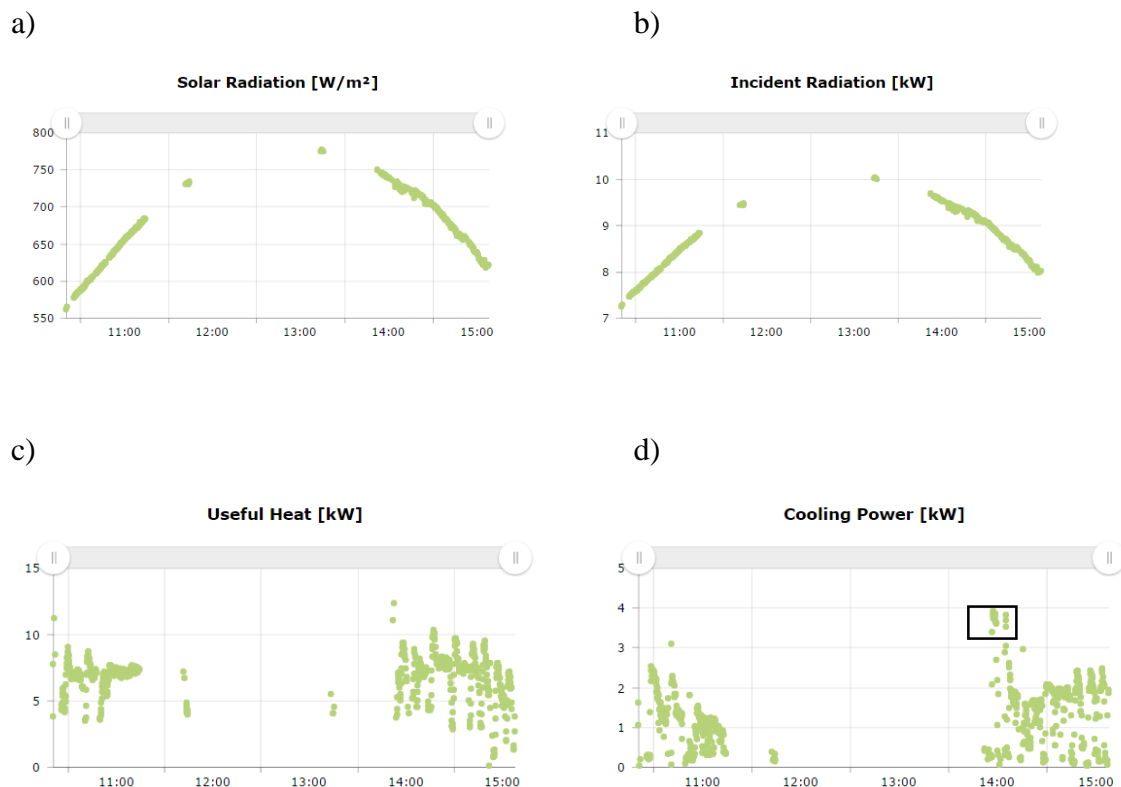 a)
b)
Solar Radiation [W/m²]
Incident Radiation [kW]
800
750
700
650
600
550
11:00 12:00 13:00 14:00 15:00
11
10
9
8
7
11:00 12:00 13:00 14:00 15:00
c)
d)
Useful Heat [kW]
Cooling Power [kW]
15
10
5
0
11:00 12:00 13:00 14:00 15:00
5
4
3
2
1
0
11:00 12:00 13:00 14:00 15:00